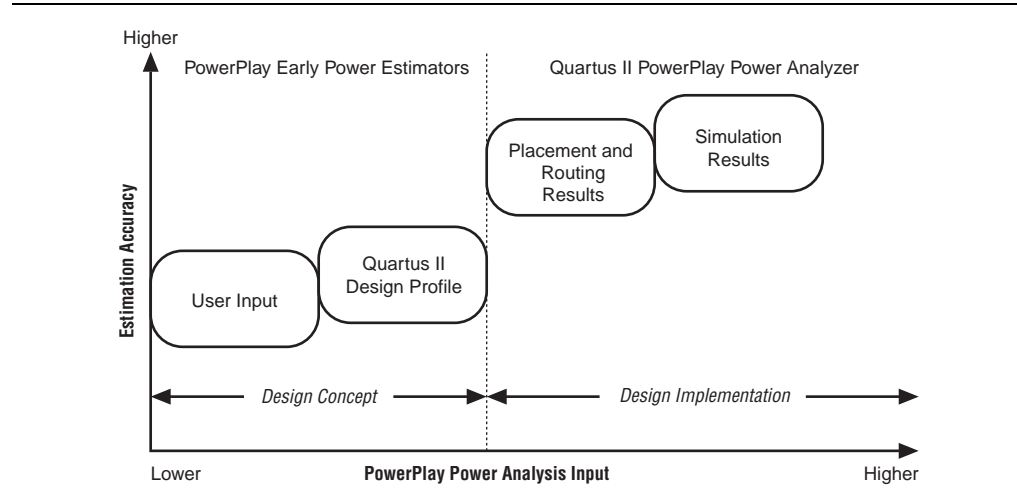 Higher
PowerPlay Early Power Estimators
Quartus II PowerPlay Power Analyzer
Estimation Accuracy
User Input
Quartus II
Design Profile
Placement and
Routing
Results
Simulation
Results
Design Concept
Design Implementation
Lower
PowerPlay Power Analysis Input
Higher